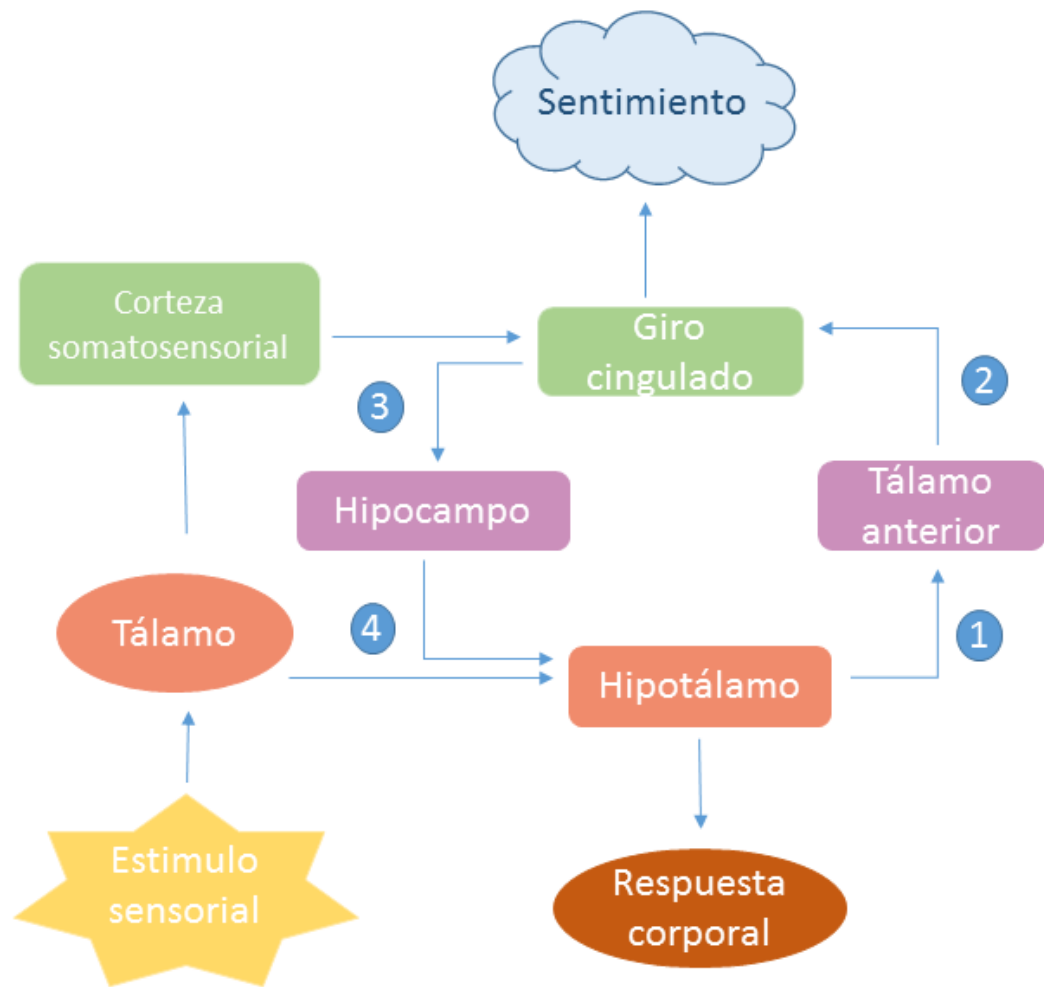 Sentimiento
Corteza
somatosensorial
Giro
cingulado
3
2
Hipocampo
Tálamo
anterior
Tálamo
4
1
Hipotálamo
Estimulo
sensorial
Respuesta
corporal